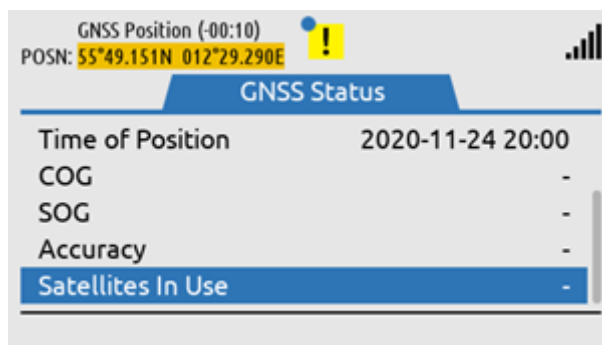 GNSS Position (-00:10)
POSN: 55°49.151N 012°29.290E
!
GNSS Status
Time of Position 2020-11-24 20:00
COG -
SOG -
Accuracy -
Satellites In Use -